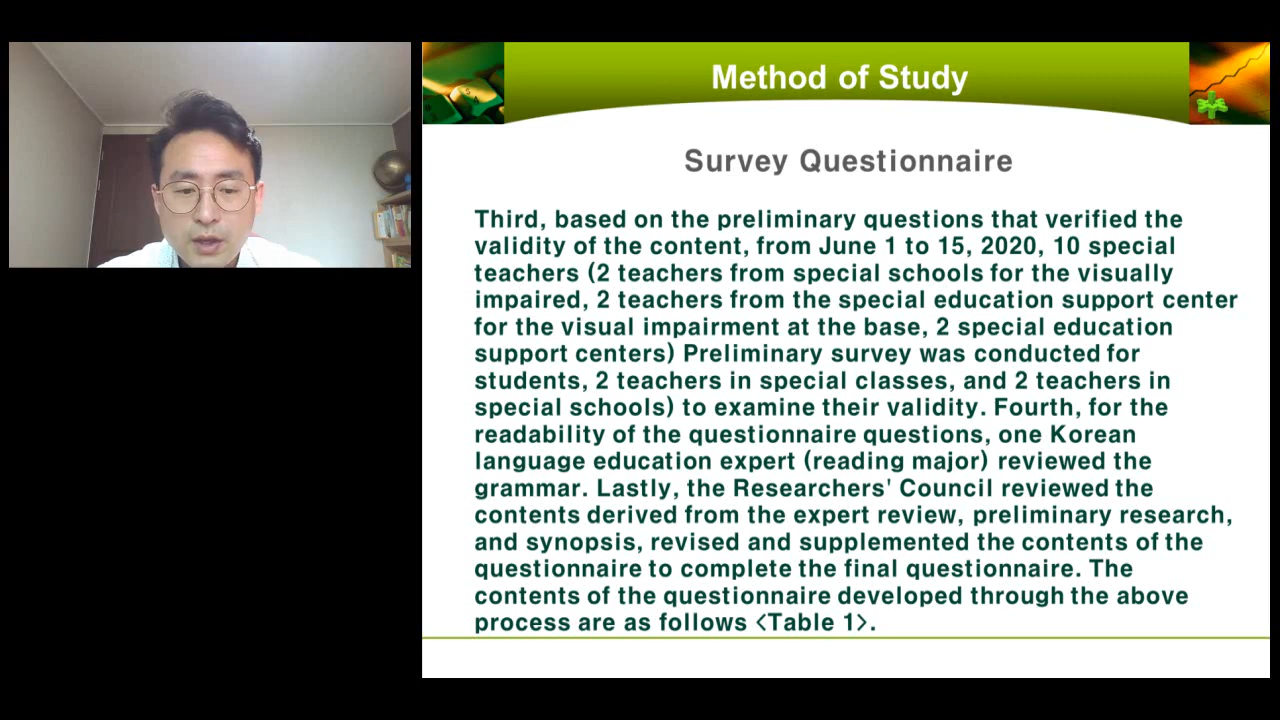 Method of Study
Survey Questionnaire
Third, based on the preliminary questions that verified the
validity of the content, from June 1 to 15, 2020, 10 special
teachers (2 teachers from special schools for the visually
impaired, 2 teachers from the special education support center
for the visual impairment at the base, 2 special education
support centers) Preliminary survey was conducted for
students, 2 teachers in special classes, and 2 teachers in
special schools) to examine their validity. Fourth, for the
readability of the questionnaire questions, one Korean
language education expert (reading major) reviewed the
grammar. Lastly, the Researchers' Council reviewed the
contents derived from the expert review, preliminary research,
and synopsis, revised and supplemented the contents of the
questionnaire to complete the final questionnaire. The
contents of the questionnaire developed through the above
process are as follows <Table 1>.